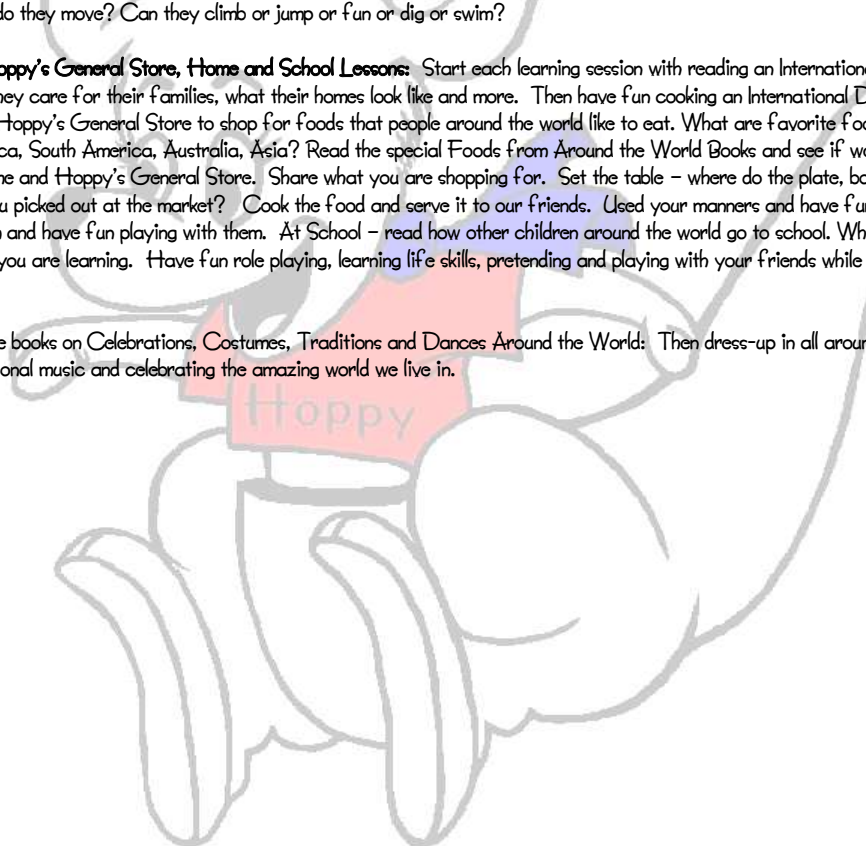 do they move? Can they climb or jump or fun or dig or swim?
oppy's General Store, Home and School Lessons: Start each learning session with reading an Internation
hey care for their families, what their homes look like and more. Then have fun cooking an International D
Hoppy's General Store to shop for foods that people around the world like to eat. What are favorite foo
ca, South America, Australia, Asia? Read the special Foods from Around the World Books and see if we
me and Hoppy's General Store. Share what you are shopping for. Set the table – where do the plate, bo
u picked out at the market? Cook the food and serve it to our friends. Used your manners and have fun
n and have fun playing with them. At School – read how other children around the world go to school. Wh
you are learning. Have fun role playing, learning life skills, pretending and playing with your friends while
e books on Celebrations, Costumes, Traditions and Dances Around the World: Then dress-up in all aroun
onal music and celebrating the amazing world we live in.
Hoppy